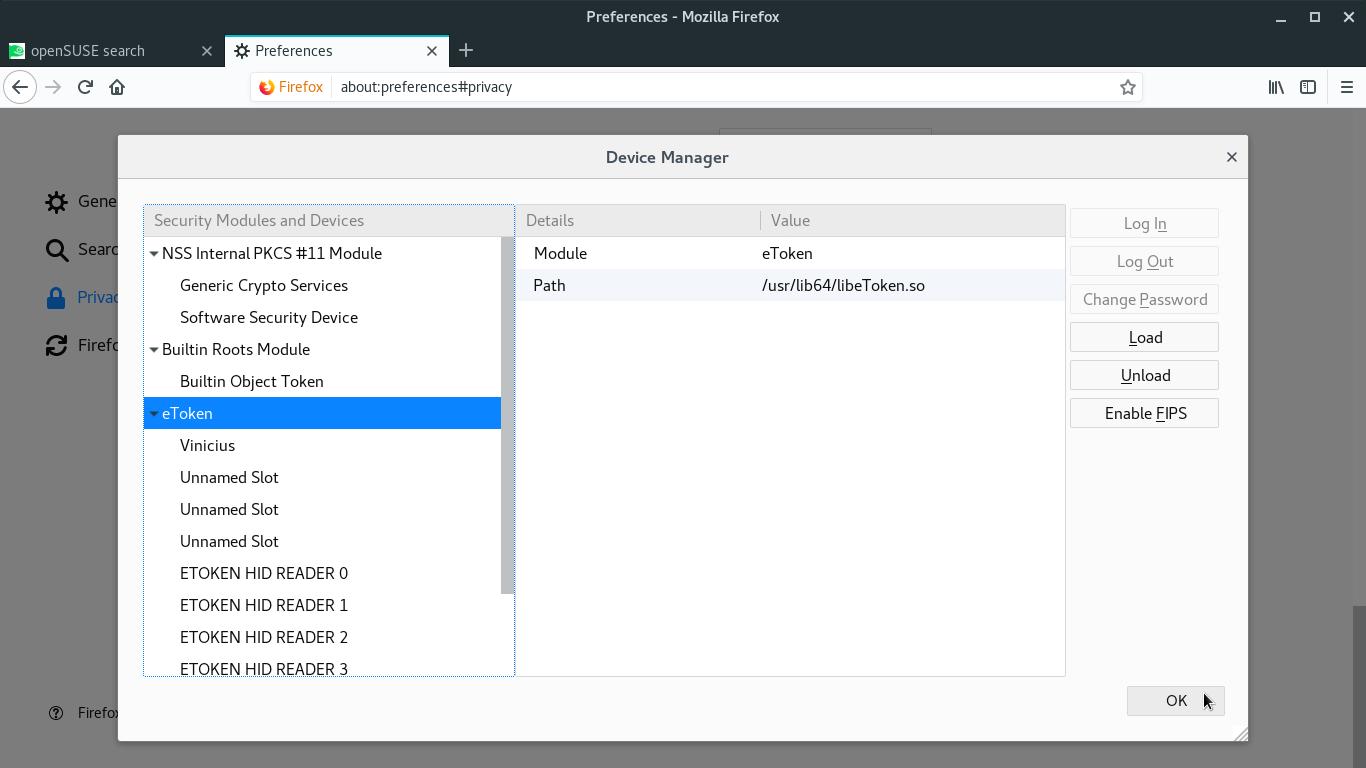 Preferences - Mozilla Firefox
openSUSE search
Preferences
Firefox
about:preferences#privacy
Device Manager
Gene
Searc
Privac
Firefo
Firefox
Security Modules and Devices
NSS Internal PKCS #11 Module
Generic Crypto Services
Software Security Device
Builtin Roots Module
Builtin Object Token
eToken
Vinicius
Unnamed Slot
Unnamed Slot
Unnamed Slot
ETOKEN HID READER 0
ETOKEN HID READER 1
ETOKEN HID READER 2
ETOKEN HID READER 3
Details Value
Module eToken
Path /usr/lib64/libeToken.so
Log In
Log Out
Change Password
Load
Unload
Enable FIPS
OK